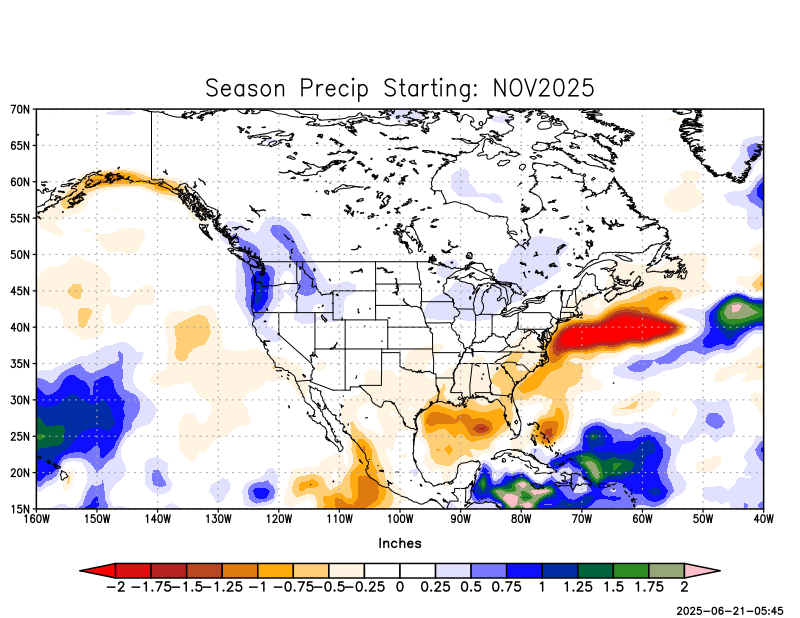 Season Precip Starting: NOV2025
70N
65N
60N
55N
50N
45N
40N
35N
30N
25N
20N
15N
160W 150W 140W 130W 120W 110W 100W 90W 80W 70W 60W 50W 40W
Inches
−2 −1.75 −1.5 −1.25 −1 −0.75 −0.5 −0.25 0 0.25 0.5 0.75 1 1.25 1.5 1.75 2
2025−06−21−05:45